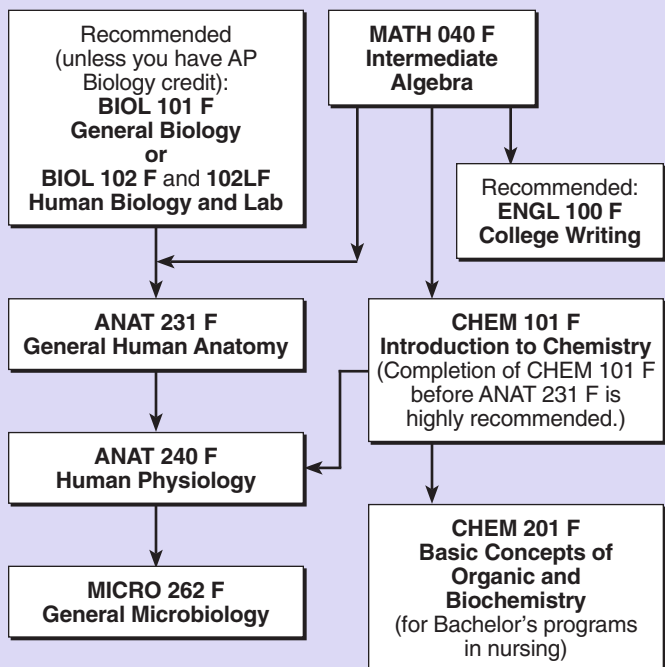 Recommended
(unless you have AP
Biology credit):
BIOL 101 F
General Biology
or
BIOL 102 F and 102LF
Human Biology and Lab
MATH 040 F
Intermediate
Algebra
Recommended:
ENGL 100 F
College Writing
ANAT 231 F
General Human Anatomy
CHEM 101 F
Introduction to Chemistry
(Completion of CHEM 101 F
before ANAT 231 F is
highly recommended.)
ANAT 240 F
Human Physiology
MICRO 262 F
General Microbiology
CHEM 201 F
Basic Concepts of
Organic and
Biochemistry
(for Bachelor’s programs
in nursing)